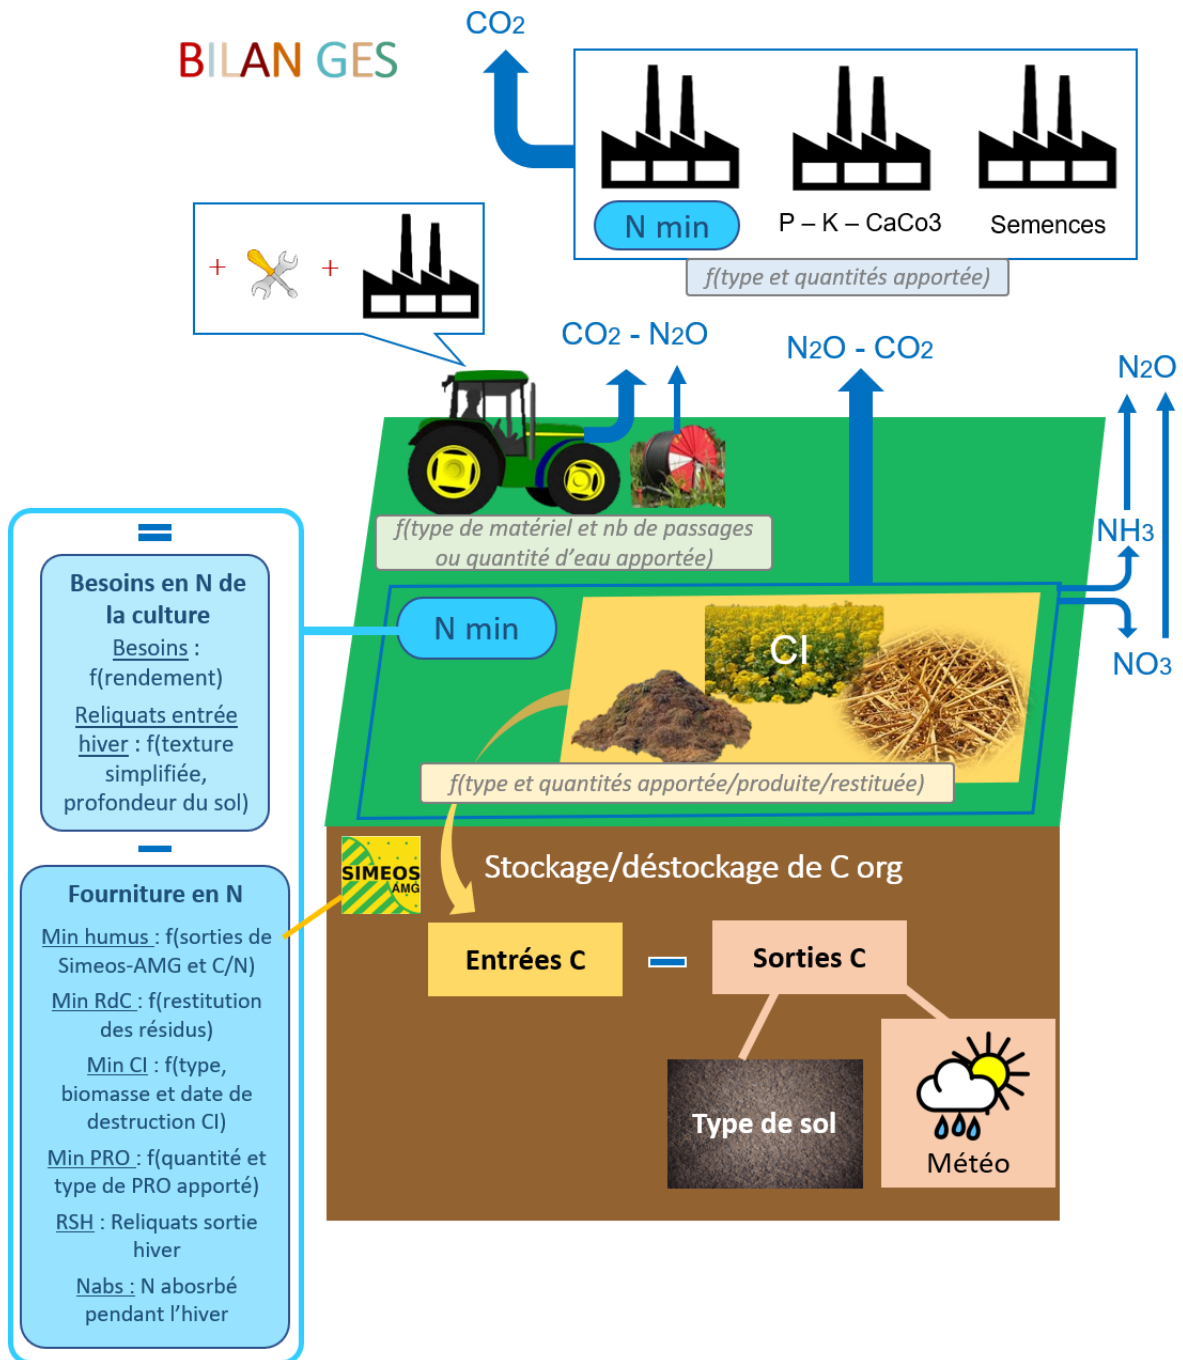 BILAN GES
CO2
N min
P – K – CaCo3
Semences
f(type et quantités apportée)
+
+
CO2 - N2O
N2O - CO2
N2O
NH3
NO3
f(type de matériel et nb de passages
ou quantité d'eau apportée)
N min
CI
f(type et quantités apportée/produite/restituée)
=
Besoins en N de
la culture
Besoins :
f(rendement)
Reliquats entrée
hiver : f(texture
simplifiée,
profondeur du sol)
–
Fourniture en N
Min humus : f(sorties de
Simeos-AMG et C/N)
Min RdC : f(restitution
des résidus)
Min CI : f(type,
biomasse et date de
destruction CI)
Min PRO : f(quantité et
type de PRO apporté)
RSH : Reliquats sortie
hiver
Nabs : N abosrbé
pendant l'hiver
SIMEOS
AMG
Stockage/déstockage de C org
Entrées C
–
Sorties C
Type de sol
Météo